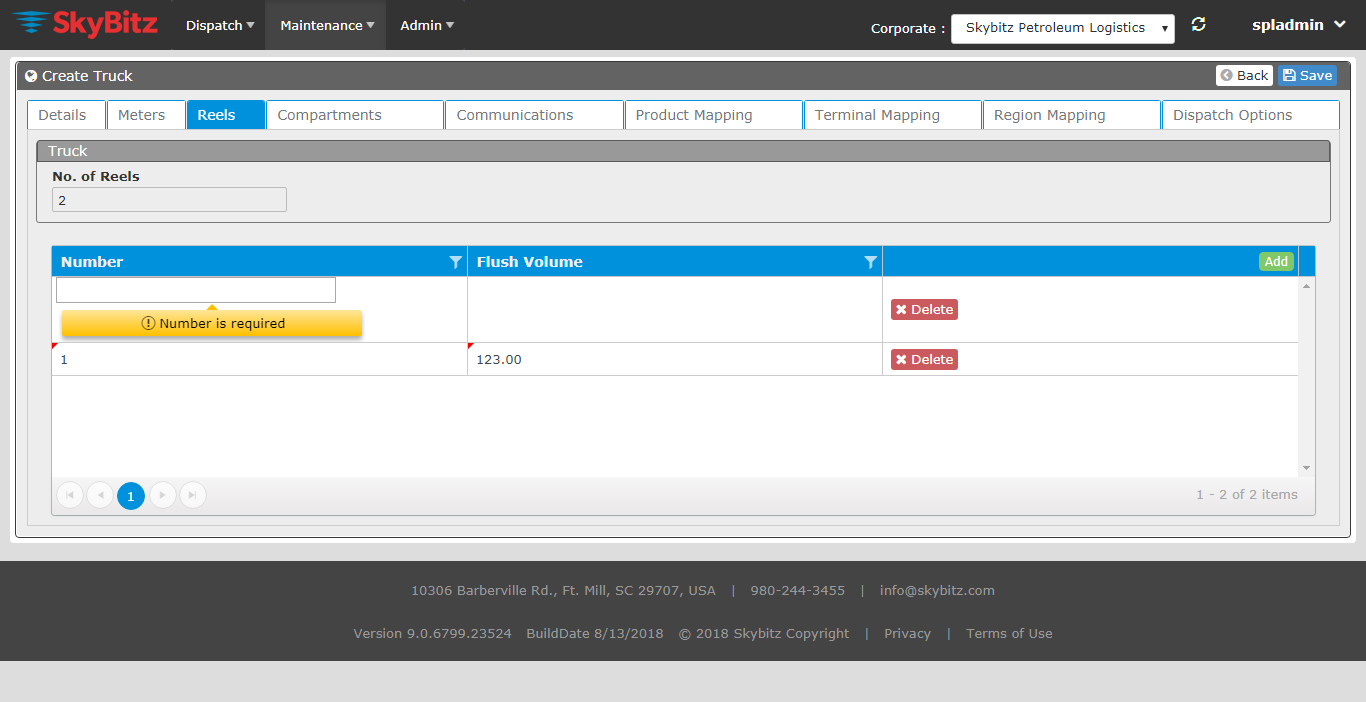 SkyBitz Dispatch Maintenance Admin Corporate : Skybitz Petroleum Logistics spladmin
Create Truck Back Save
Details Meters Reels Compartments Communications Product Mapping Terminal Mapping Region Mapping Dispatch Options
Truck
No. of Reels
2
Number Flush Volume Add
Number is required Delete
1 123.00 Delete
1 1 - 2 of 2 items
10306 Barberville Rd., Ft. Mill, SC 29707, USA | 980-244-3455 | info@skybitz.com
Version 9.0.6799.23524 BuildDate 8/13/2018 © 2018 Skybitz Copyright | Privacy | Terms of Use